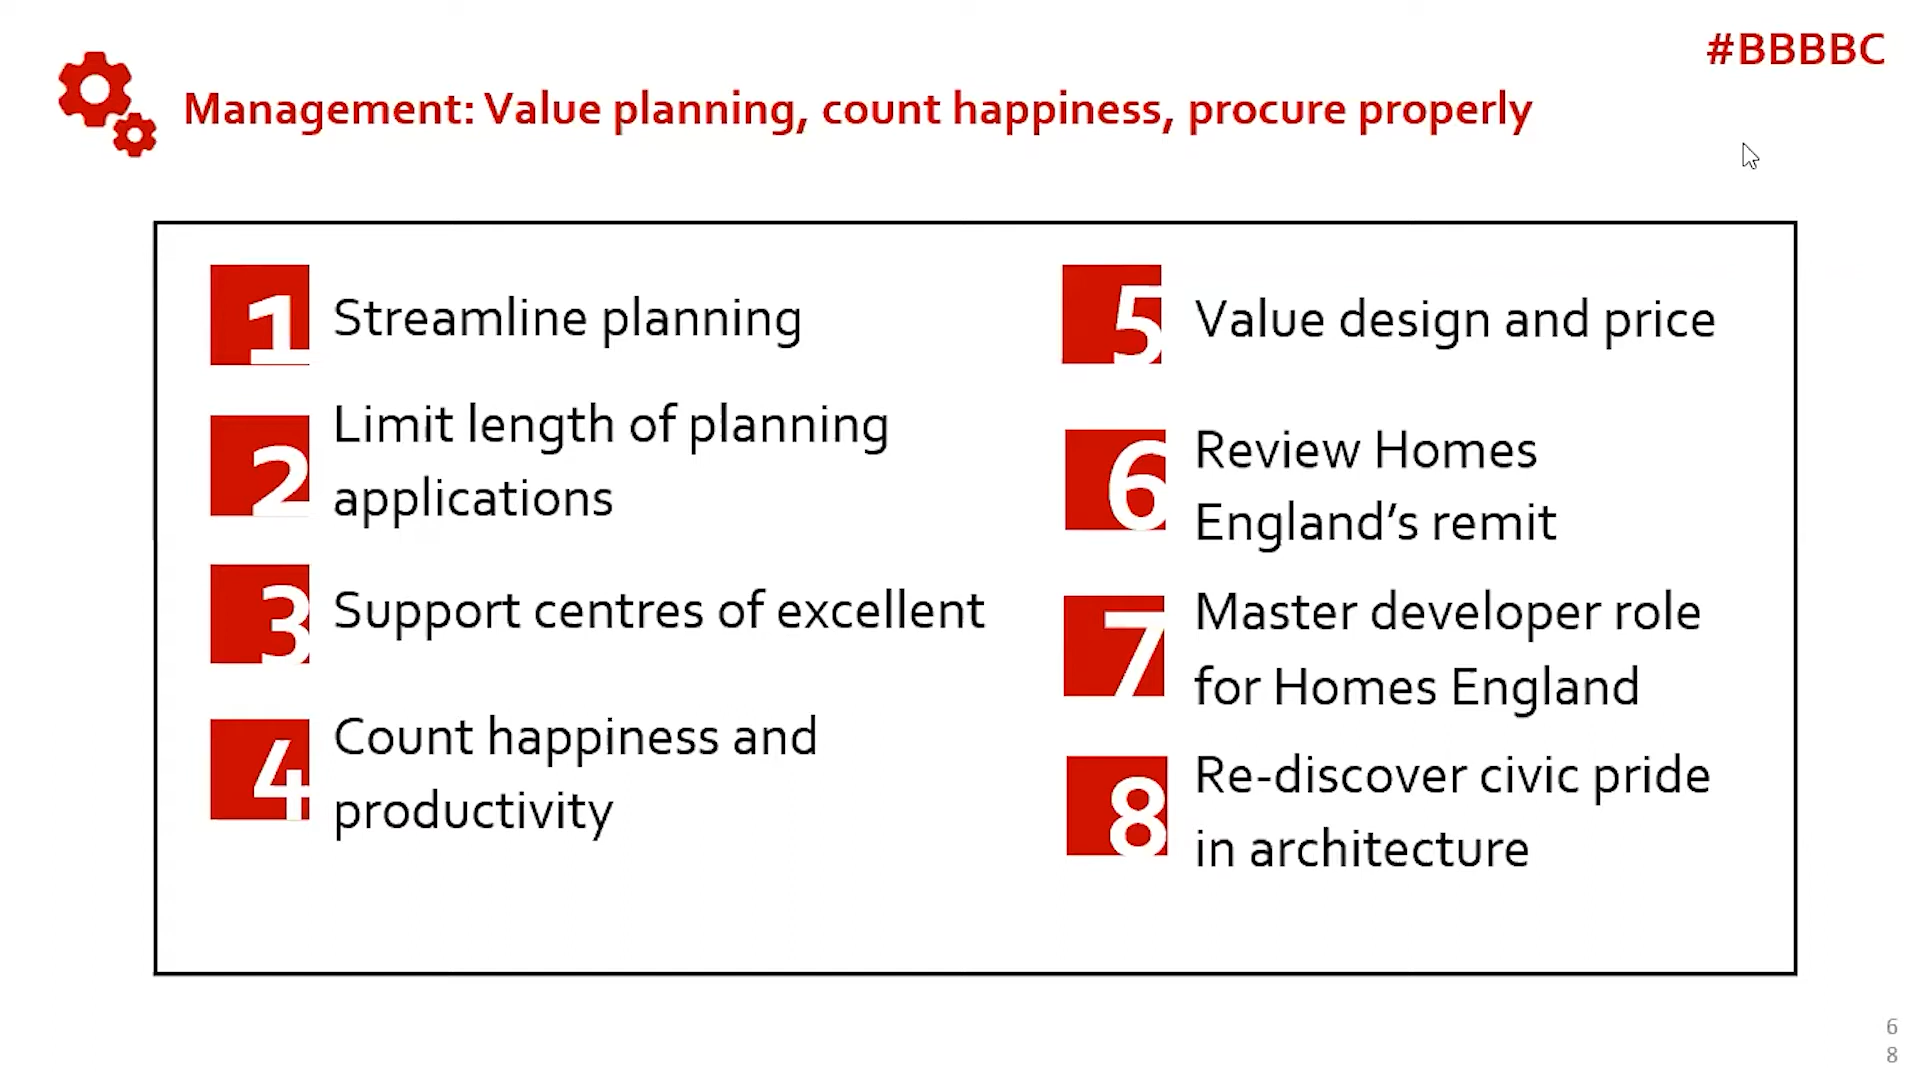 #BBBBC
Management: Value planning, count happiness, procure properly
1 Streamline planning
2 Limit length of planning
applications
3 Support centres of excellent
4 Count happiness and
productivity
5 Value design and price
6 Review Homes
England’s remit
7 Master developer role
for Homes England
8 Re-discover civic pride
in architecture
6
8